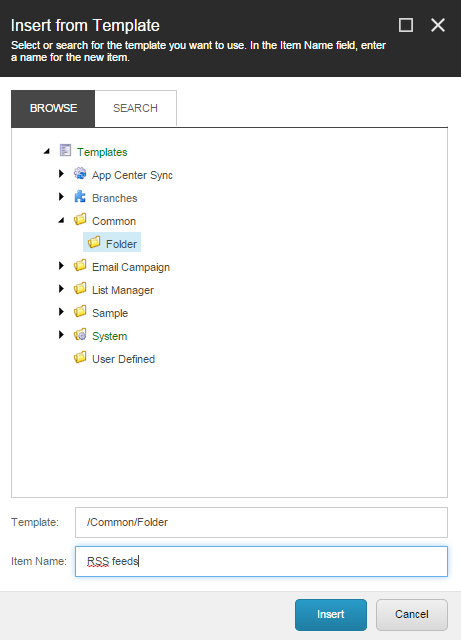 Insert from Template
Select or search for the template you want to use. In the Item Name field, enter
a name for the new item.
BROWSE
SEARCH
Templates
App Center Sync
Branches
Common
Folder
Email Campaign
List Manager
Sample
System
User Defined
Template:
/Common/Folder
Item Name:
RSS feeds
Insert
Cancel